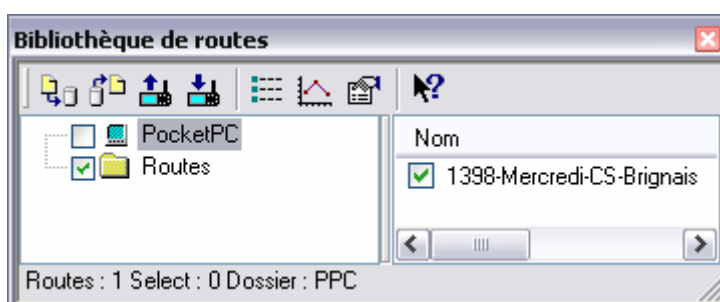 Bibliothèque de routes
PocketPC
Routes
Nom
1398-Mercredi-CS-Brignais
Routes : 1 Select : 0 Dossier : PPC